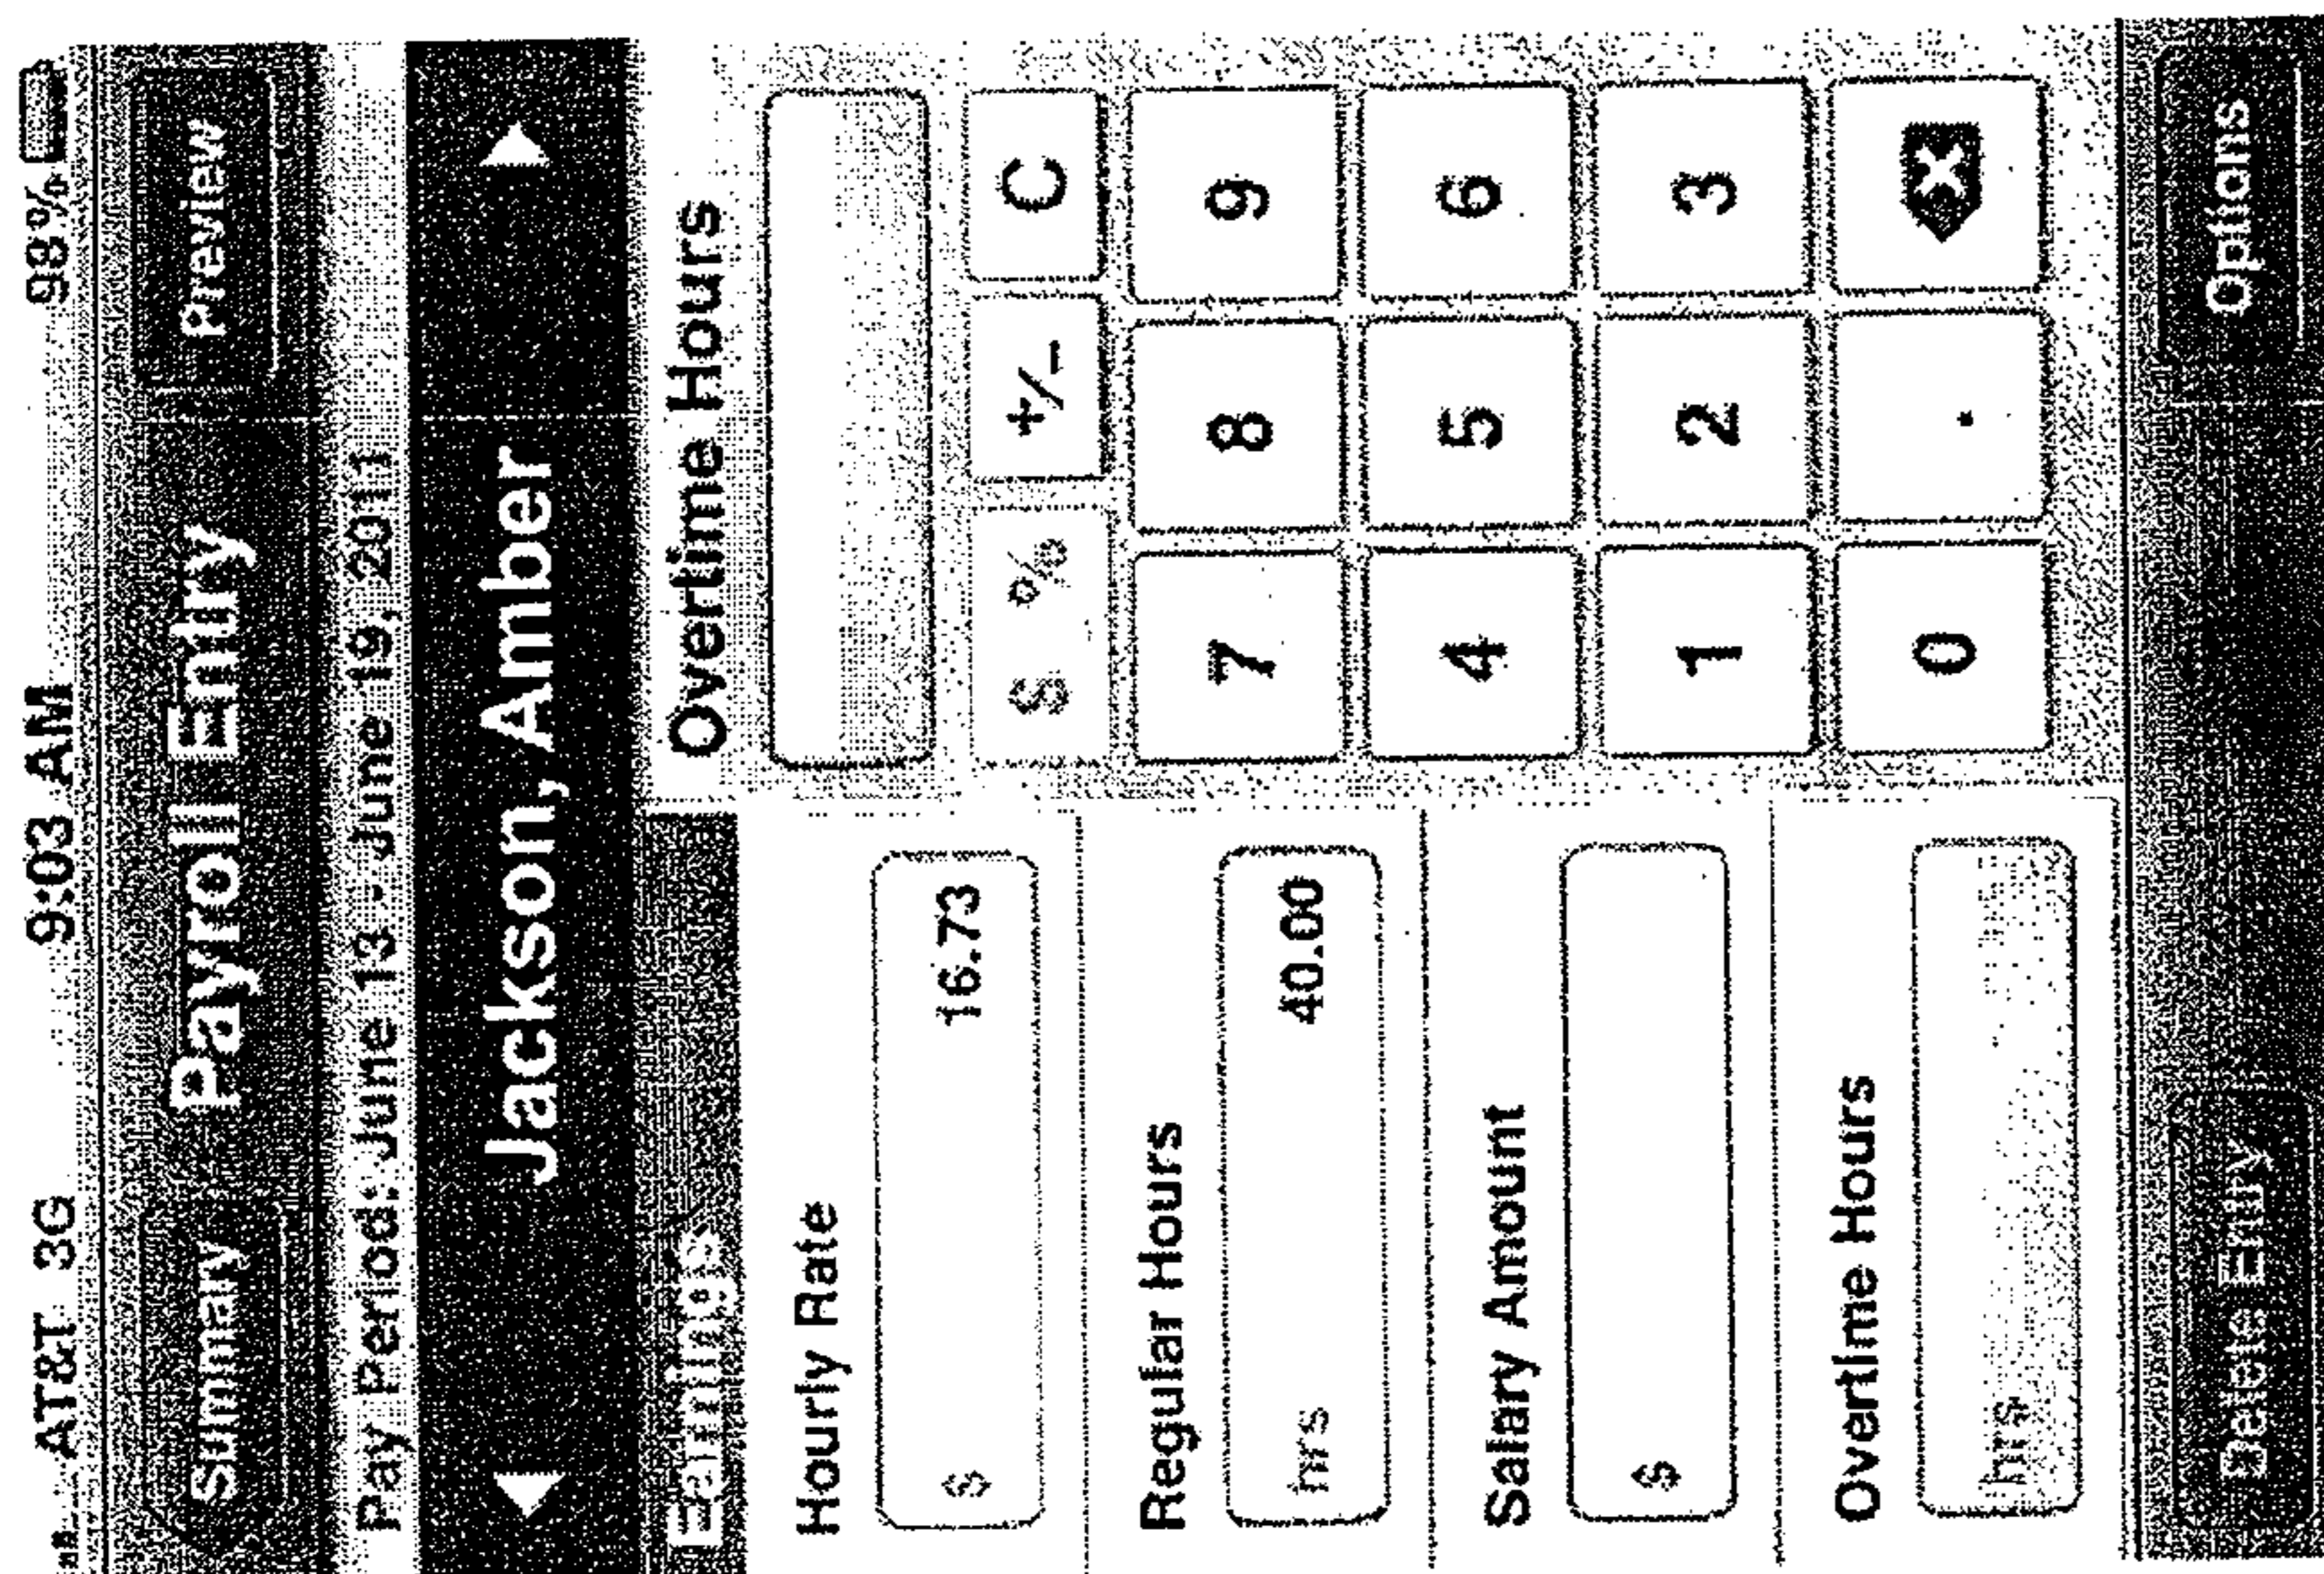 AT&T 3G 9:03 AM 98%
Summary Payroll Entry Preview
Pay Period: June 13 - June 19, 2011
Jackson, Amber
Earnings
Hourly Rate
$ 16.73
Regular Hours
hrs 40.00
Salary Amount
$
Overtime Hours
hrs
Overtime Hours
$ % +/- C
7 8 9
4 5 6
1 2 3
0 .
Delete Entry Options